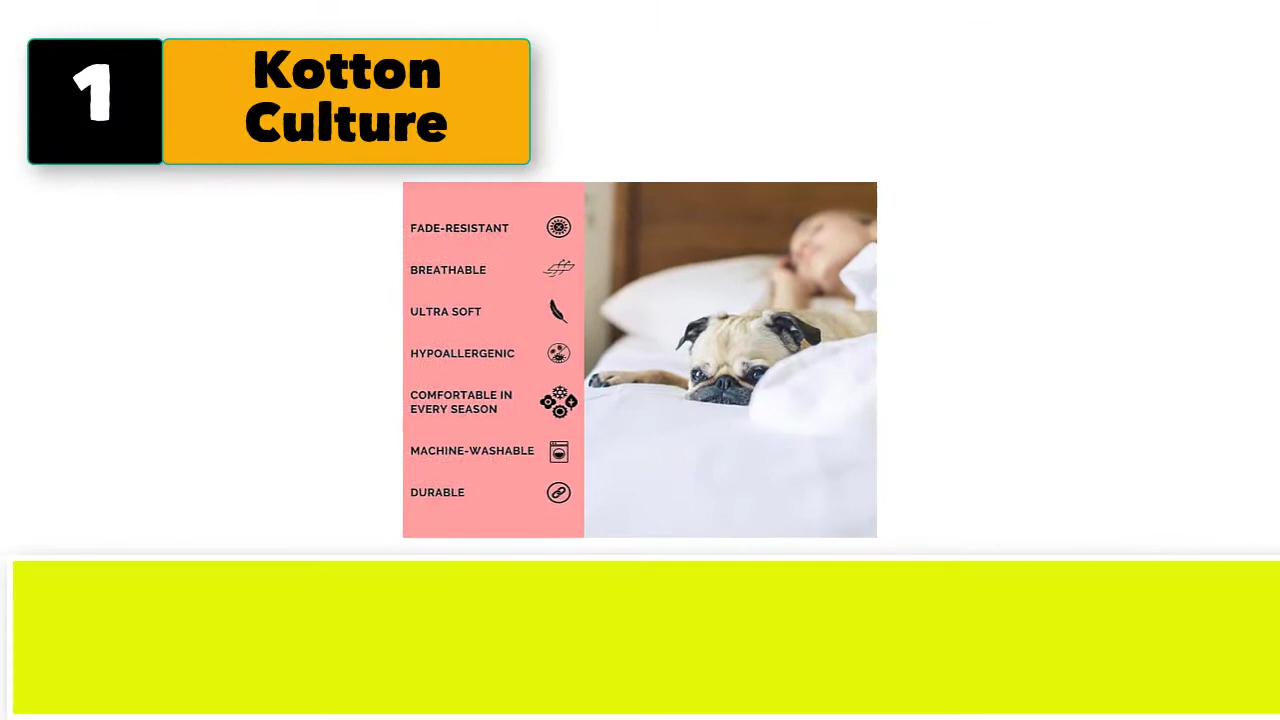 1
Kotton
Culture
FADE-RESISTANT
BREATHABLE
ULTRA SOFT
HYPOALLERGENIC
COMFORTABLE IN
EVERY SEASON
MACHINE-WASHABLE
DURABLE